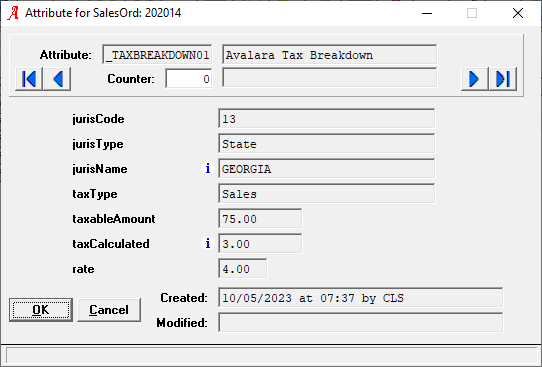 Attribute for SalesOrd: 202014
Attribute: _TAXBREAKDOWN01 Avalara Tax Breakdown
Counter: 0
jurisCode 13
jurisType State
jurisName i GEORGIA
taxType Sales
taxableAmount 75.00
taxCalculated i 3.00
rate 4.00
Created: 10/05/2023 at 07:37 by CLS
OK Cancel
Modified: